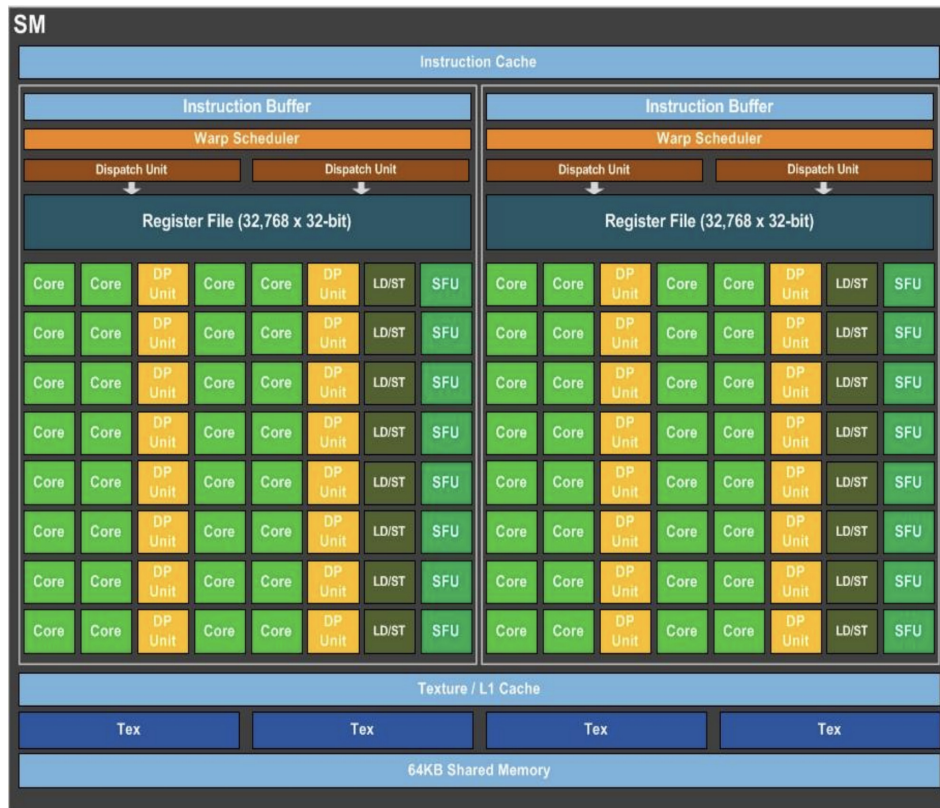 SM
Instruction Cache
Instruction Buffer Instruction Buffer
Warp Scheduler Warp Scheduler
Dispatch Unit Dispatch Unit Dispatch Unit Dispatch Unit
Register File (32,768 x 32-bit) Register File (32,768 x 32-bit)
Core Core DP Unit Core Core DP Unit LD/ST SFU Core Core DP Unit Core Core DP Unit LD/ST SFU
Core Core DP Unit Core Core DP Unit LD/ST SFU Core Core DP Unit Core Core DP Unit LD/ST SFU
Core Core DP Unit Core Core DP Unit LD/ST SFU Core Core DP Unit Core Core DP Unit LD/ST SFU
Core Core DP Unit Core Core DP Unit LD/ST SFU Core Core DP Unit Core Core DP Unit LD/ST SFU
Core Core DP Unit Core Core DP Unit LD/ST SFU Core Core DP Unit Core Core DP Unit LD/ST SFU
Core Core DP Unit Core Core DP Unit LD/ST SFU Core Core DP Unit Core Core DP Unit LD/ST SFU
Core Core DP Unit Core Core DP Unit LD/ST SFU Core Core DP Unit Core Core DP Unit LD/ST SFU
Core Core DP Unit Core Core DP Unit LD/ST SFU Core Core DP Unit Core Core DP Unit LD/ST SFU
Texture / L1 Cache
Tex Tex Tex Tex
64KB Shared Memory